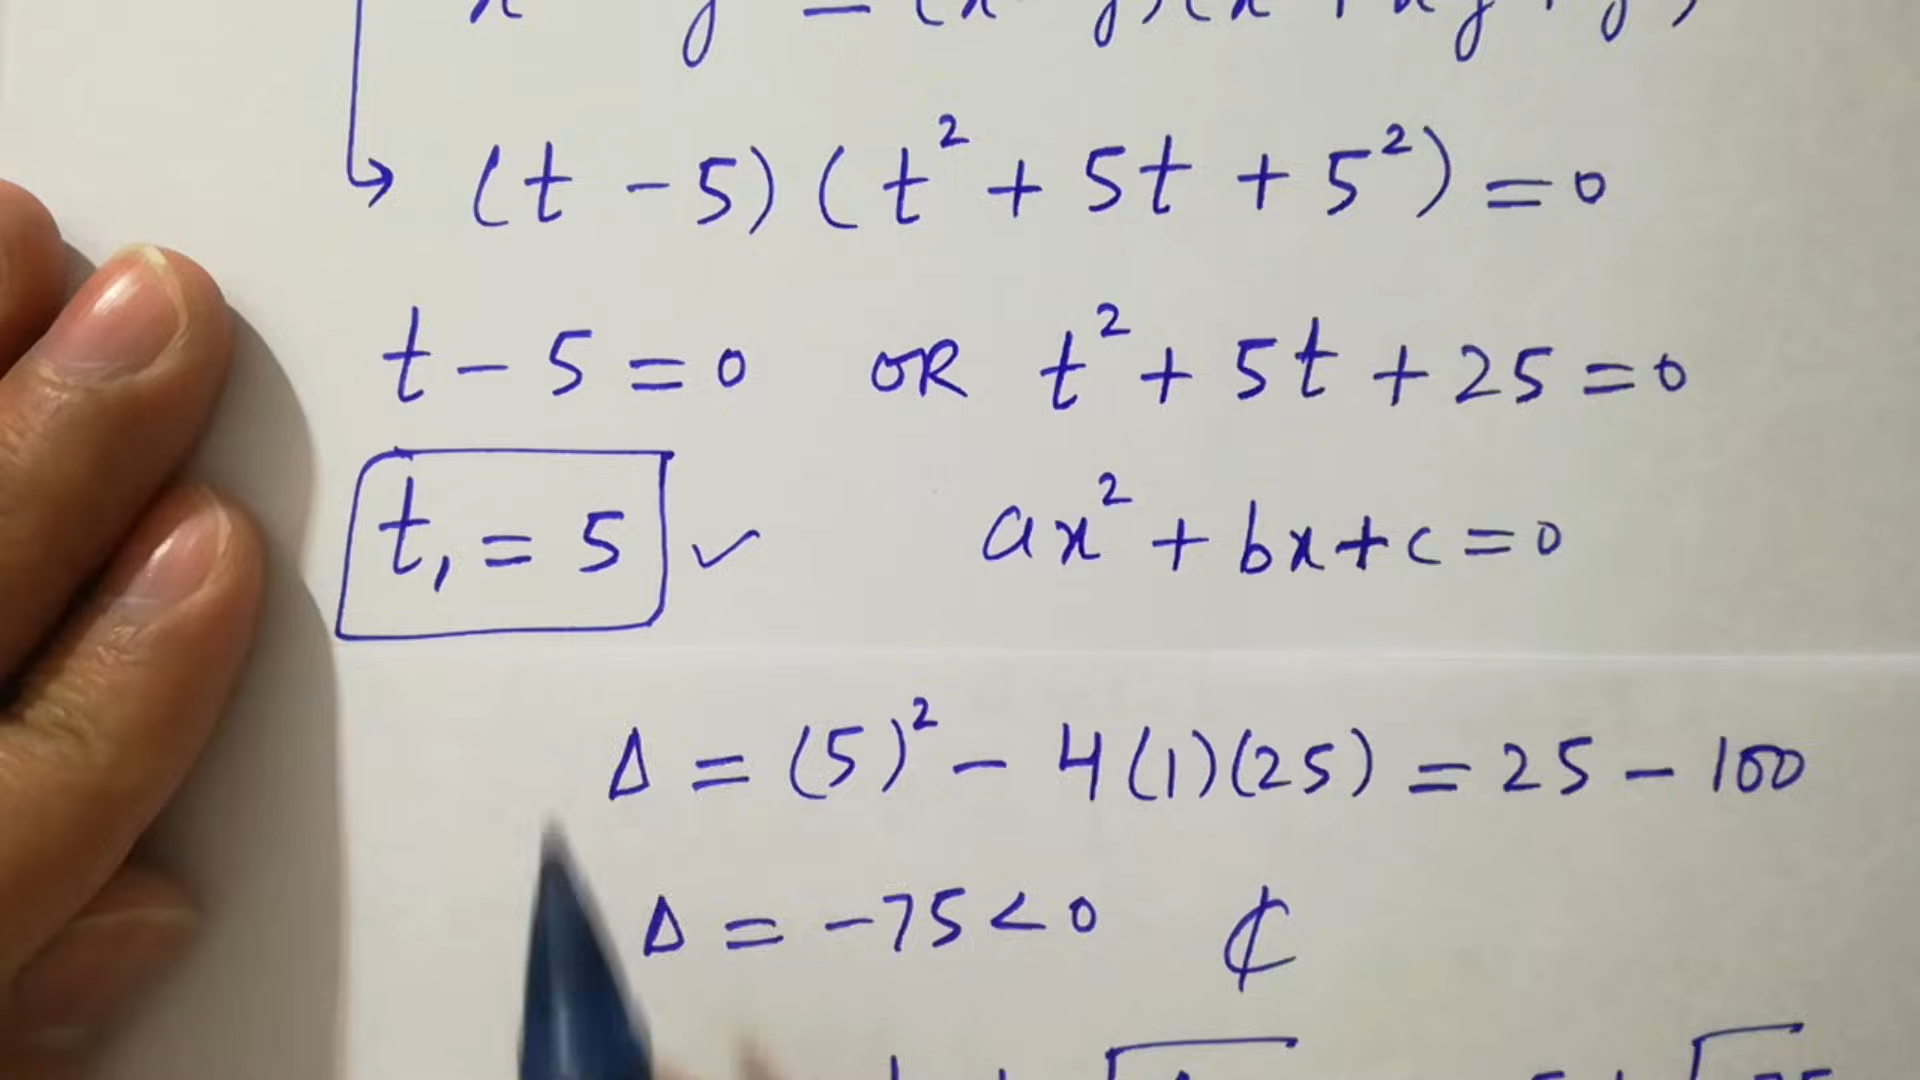 (t - 5)(t² + 5t + 5²) = 0
t - 5 = 0 OR t² + 5t + 25 = 0
t₁ = 5 ✓ ax² + bx + c = 0
Δ = (5)² - 4(1)(25) = 25 - 100
Δ = -75 < 0 ₵